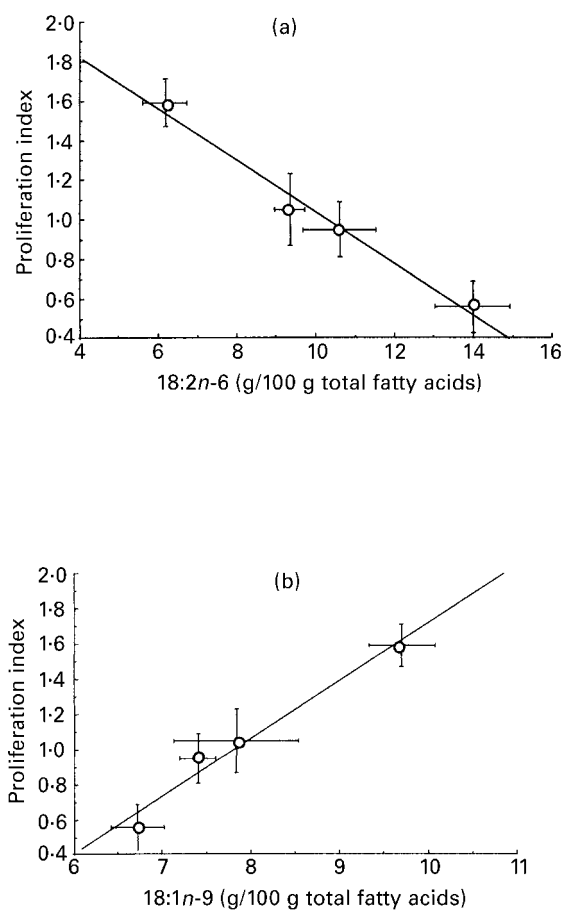 (a)
2·0
1·8
1·6
1·4
1·2
1·0
0·8
0·6
0·4
Proliferation index
4 6 8 10 12 14 16
18:2n-6 (g/100 g total fatty acids)
(b)
2·0
1·8
1·6
1·4
1·2
1·0
0·8
0·6
0·4
Proliferation index
6 7 8 9 10 11
18:1n-9 (g/100 g total fatty acids)